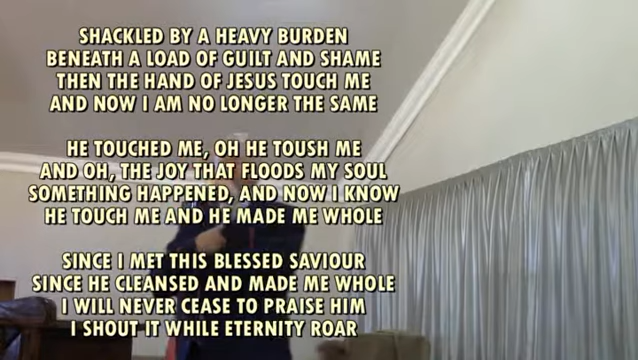 SHACKLED BY A HEAVY BURDEN
BENEATH A LOAD OF GUILT AND SHAME
THEN THE HAND OF JESUS TOUCH ME
AND NOW I AM NO LONGER THE SAME
HE TOUCHED ME, OH HE TOUSH ME
AND OH, THE JOY THAT FLOODS MY SOUL
SOMETHING HAPPENED, AND NOW I KNOW
HE TOUCH ME AND HE MADE ME WHOLE
SINCE I MET THIS BLESSED SAVIOUR
SINCE HE CLEANSED AND MADE ME WHOLE
I WILL NEVER CEASE TO PRAISE HIM
I SHOUT IT WHILE ETERNITY ROAR